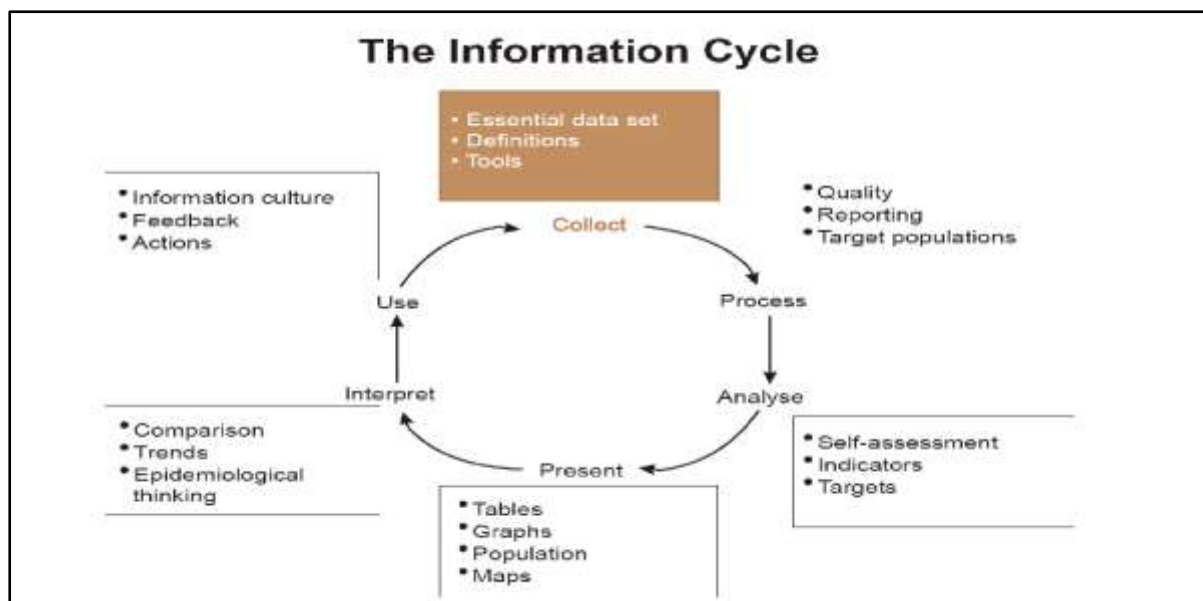 The Information Cycle
• Essential data set
• Definitions
• Tools
• Information culture
• Feedback
• Actions
• Quality
• Reporting
• Target populations
Collect
Use
Process
Interpret
Analyse
• Comparison
• Trends
• Epidemiological
thinking
Present
• Self-assessment
• Indicators
• Targets
• Tables
• Graphs
• Population
• Maps